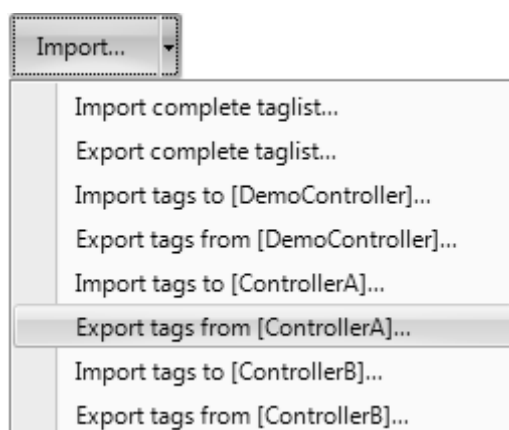 Import...
Import complete taglist...
Export complete taglist...
Import tags to [DemoController]...
Export tags from [DemoController]...
Import tags to [ControllerA]...
Export tags from [ControllerA]...
Import tags to [ControllerB]...
Export tags from [ControllerB]...